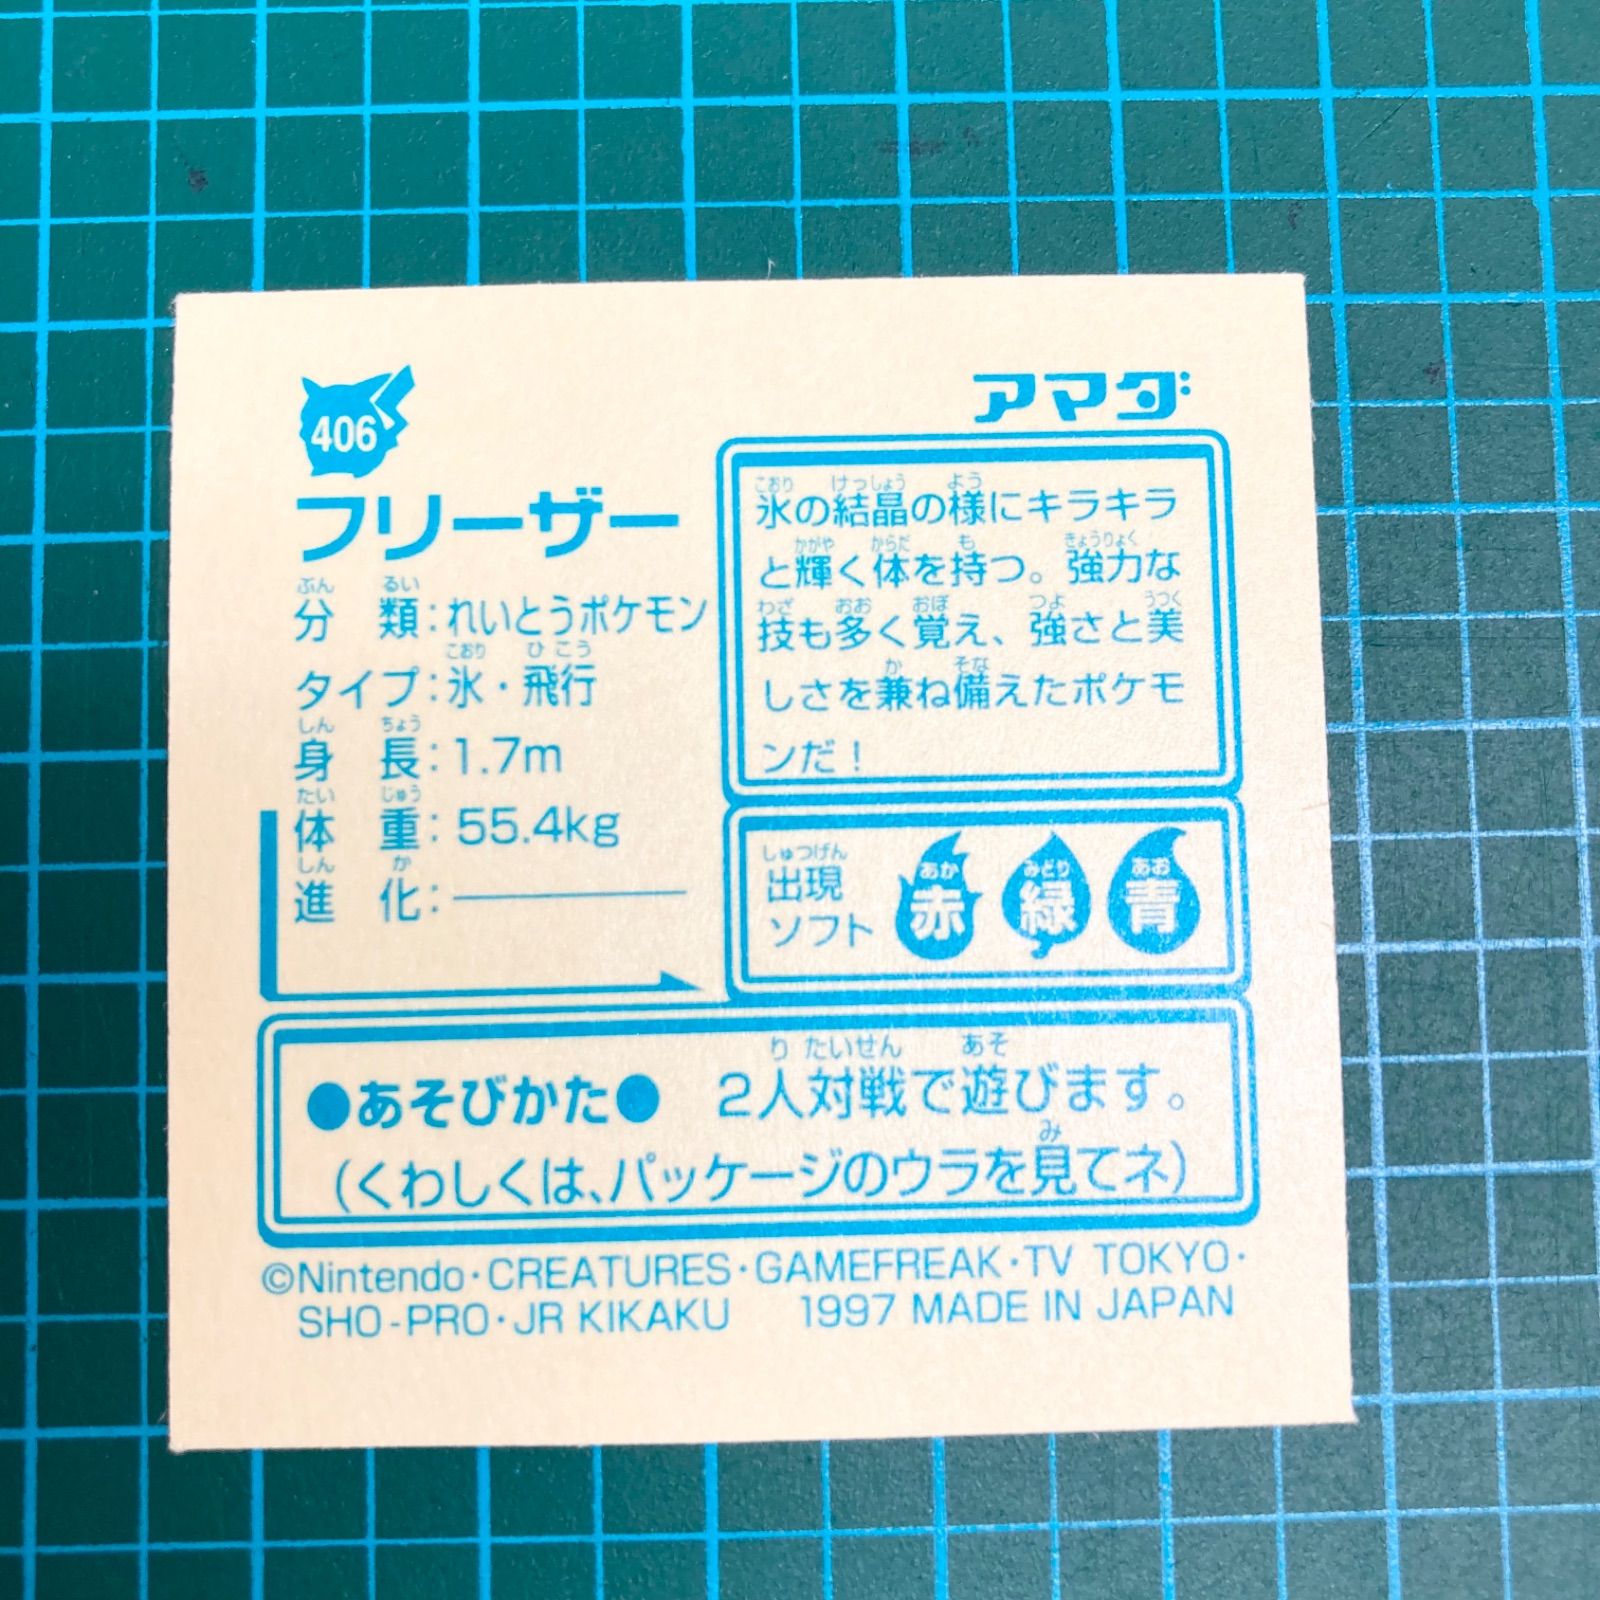 406
アマダ
フリーザー
分類：れいとうポケモン
タイプ：氷・飛行
身長：1.7m
体重：55.4kg
進化：————
氷の結晶の様にキラキラ
と輝く体を持つ。強力な
技も多く覚え、強さと美
しさを兼ね備えたポケモ
ンだ！
出現
ソフト
赤 緑 青
●あそびかた● 2人対戦で遊びます。
(くわしくは、パッケージのウラを見てネ)
©Nintendo・CREATURES・GAMEFREAK・TV TOKYO・
SHO-PRO・JR KIKAKU 1997 MADE IN JAPAN